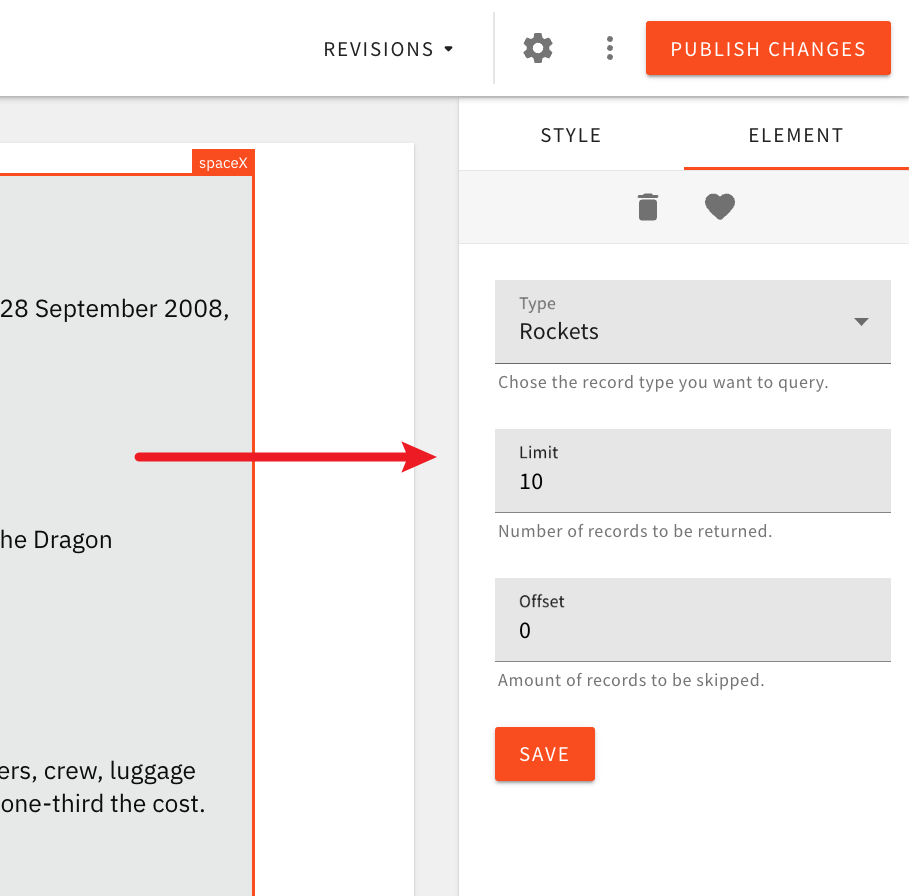 REVISIONS
PUBLISH CHANGES
STYLE
ELEMENT
spaceX
28 September 2008,
he Dragon
ers, crew, luggage
one-third the cost.
Type
Rockets
Chose the record type you want to query.
Limit
10
Number of records to be returned.
Offset
0
Amount of records to be skipped.
SAVE